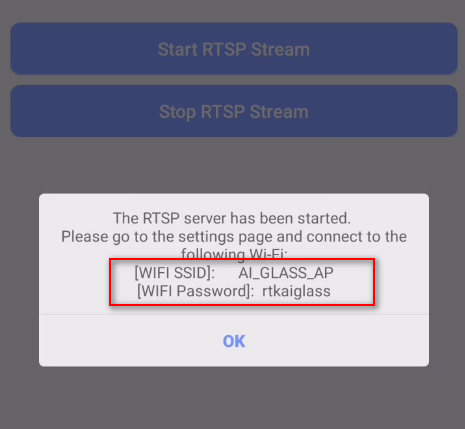 Start RTSP Stream
Stop RTSP Stream
The RTSP server has been started.
Please go to the settings page and connect to the
following Wi-Fi:
[WIFI SSID]: AI_GLASS_AP
[WIFI Password]: rtkaiglass
OK